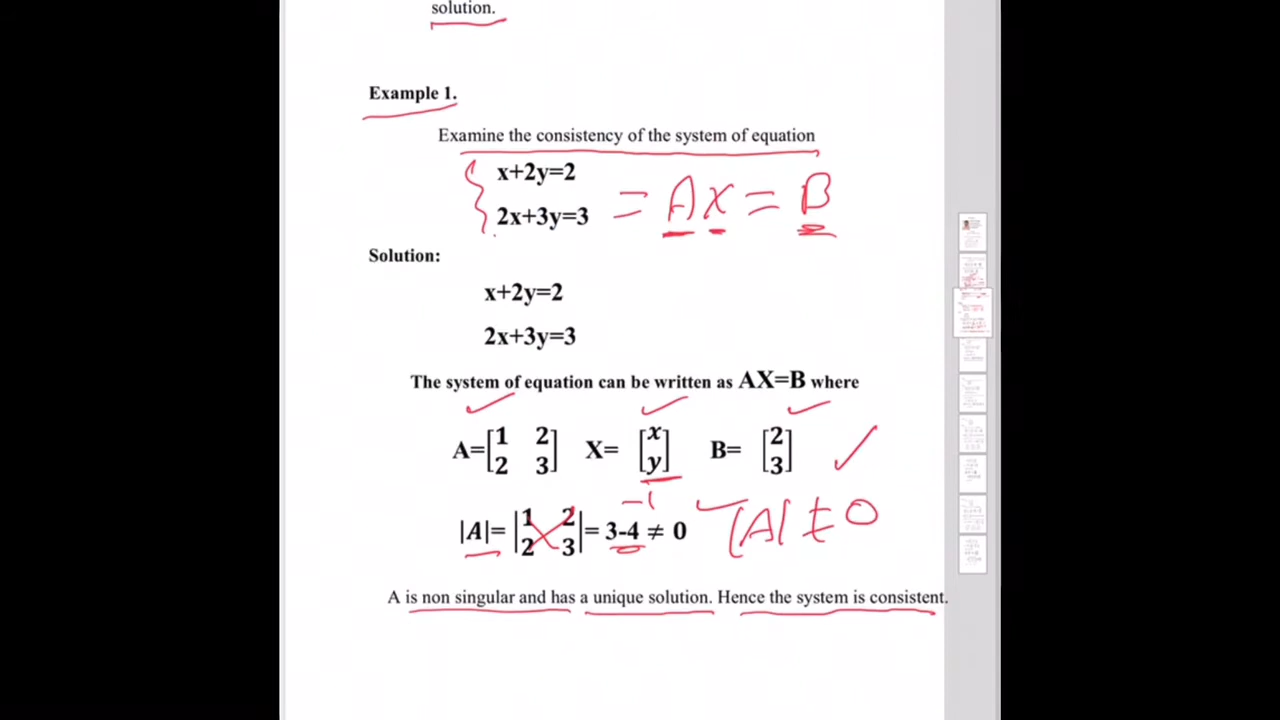 solution.
Example 1.
Examine the consistency of the system of equation
x+2y=2
2x+3y=3 = AX = B
Solution:
x+2y=2
2x+3y=3
The system of equation can be written as AX=B where
A=[1 2 2 3] X= [x y] B= [2 3]
-1
|A|= |1 2 2 3|= 3-4 ≠ 0 |A| ≠ 0
A is non singular and has a unique solution. Hence the system is consistent.